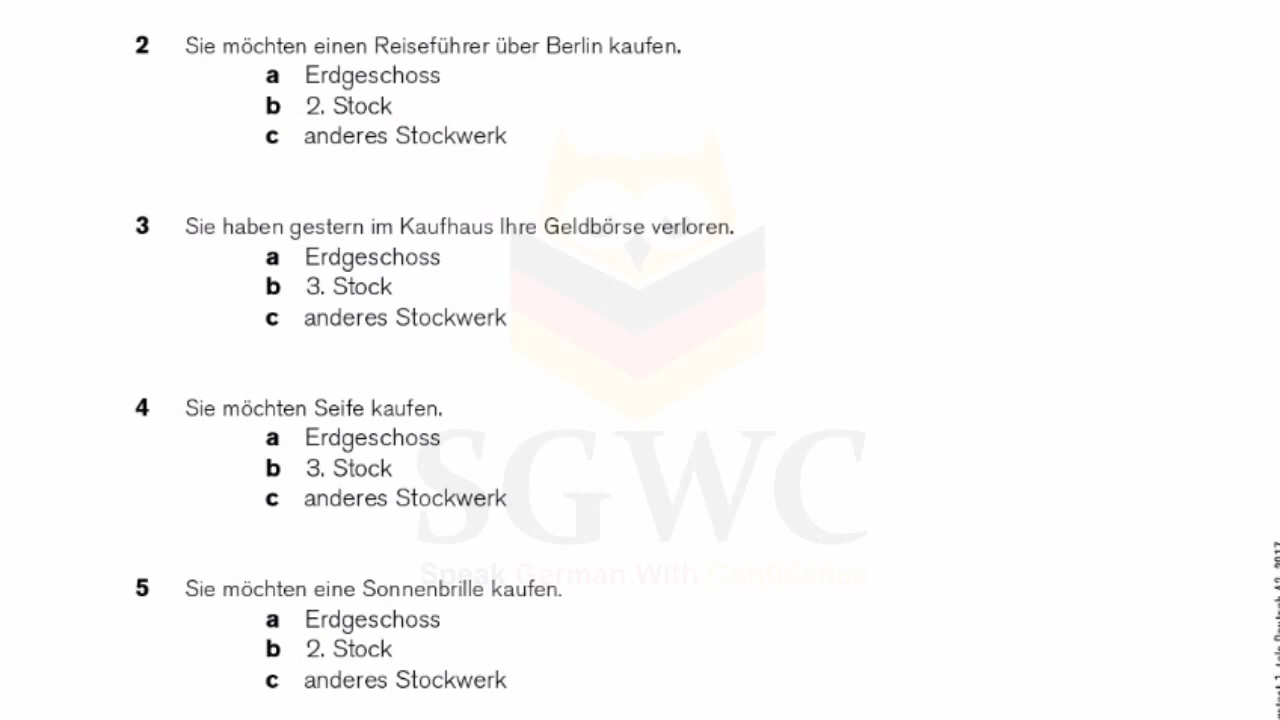 2 Sie möchten einen Reiseführer über Berlin kaufen.
a Erdgeschoss
b 2. Stock
c anderes Stockwerk
3 Sie haben gestern im Kaufhaus Ihre Geldbörse verloren.
a Erdgeschoss
b 3. Stock
c anderes Stockwerk
4 Sie möchten Seife kaufen.
a Erdgeschoss
b 3. Stock
c anderes Stockwerk
SGWC
Speak German With Confidence
5 Sie möchten eine Sonnenbrille kaufen.
a Erdgeschoss
b 2. Stock
c anderes Stockwerk